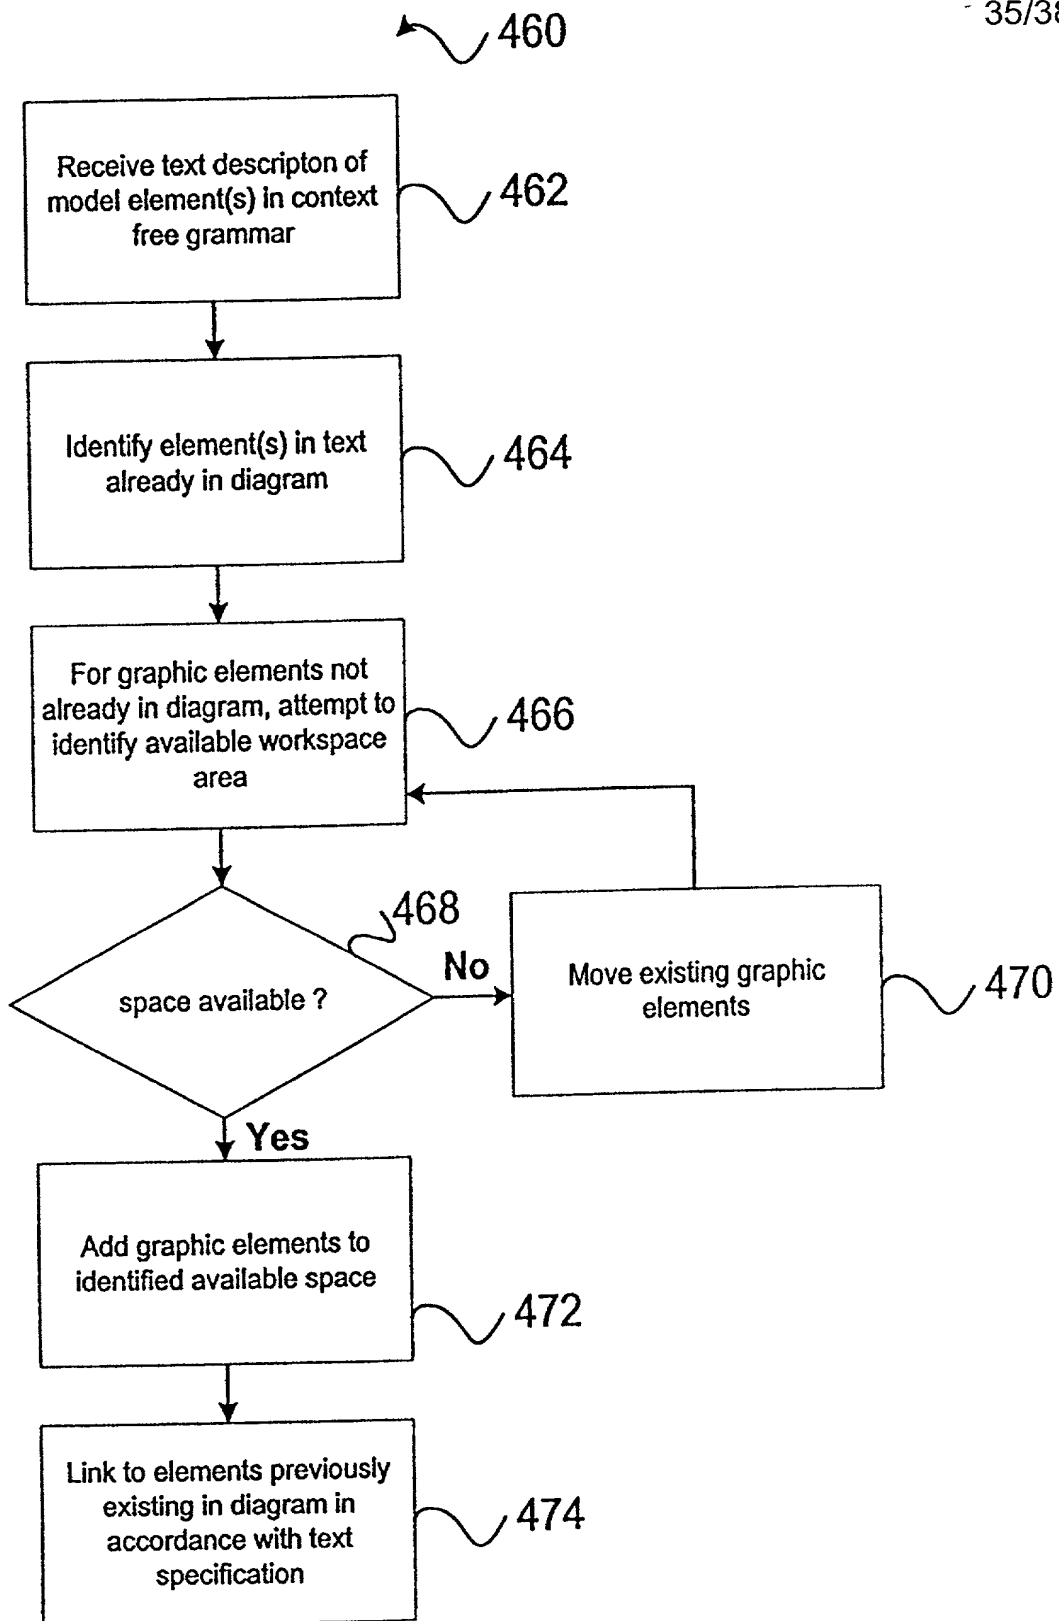 35/38
460
Receive text descripton of
model element(s) in context
free grammar
462
Identify element(s) in text
already in diagram
464
For graphic elements not
already in diagram, attempt to
identify available workspace
area
466
468
space available ?
No
Move existing graphic
elements
470
Yes
Add graphic elements to
identified available space
472
Link to elements previously
existing in diagram in
accordance with text
specification
474